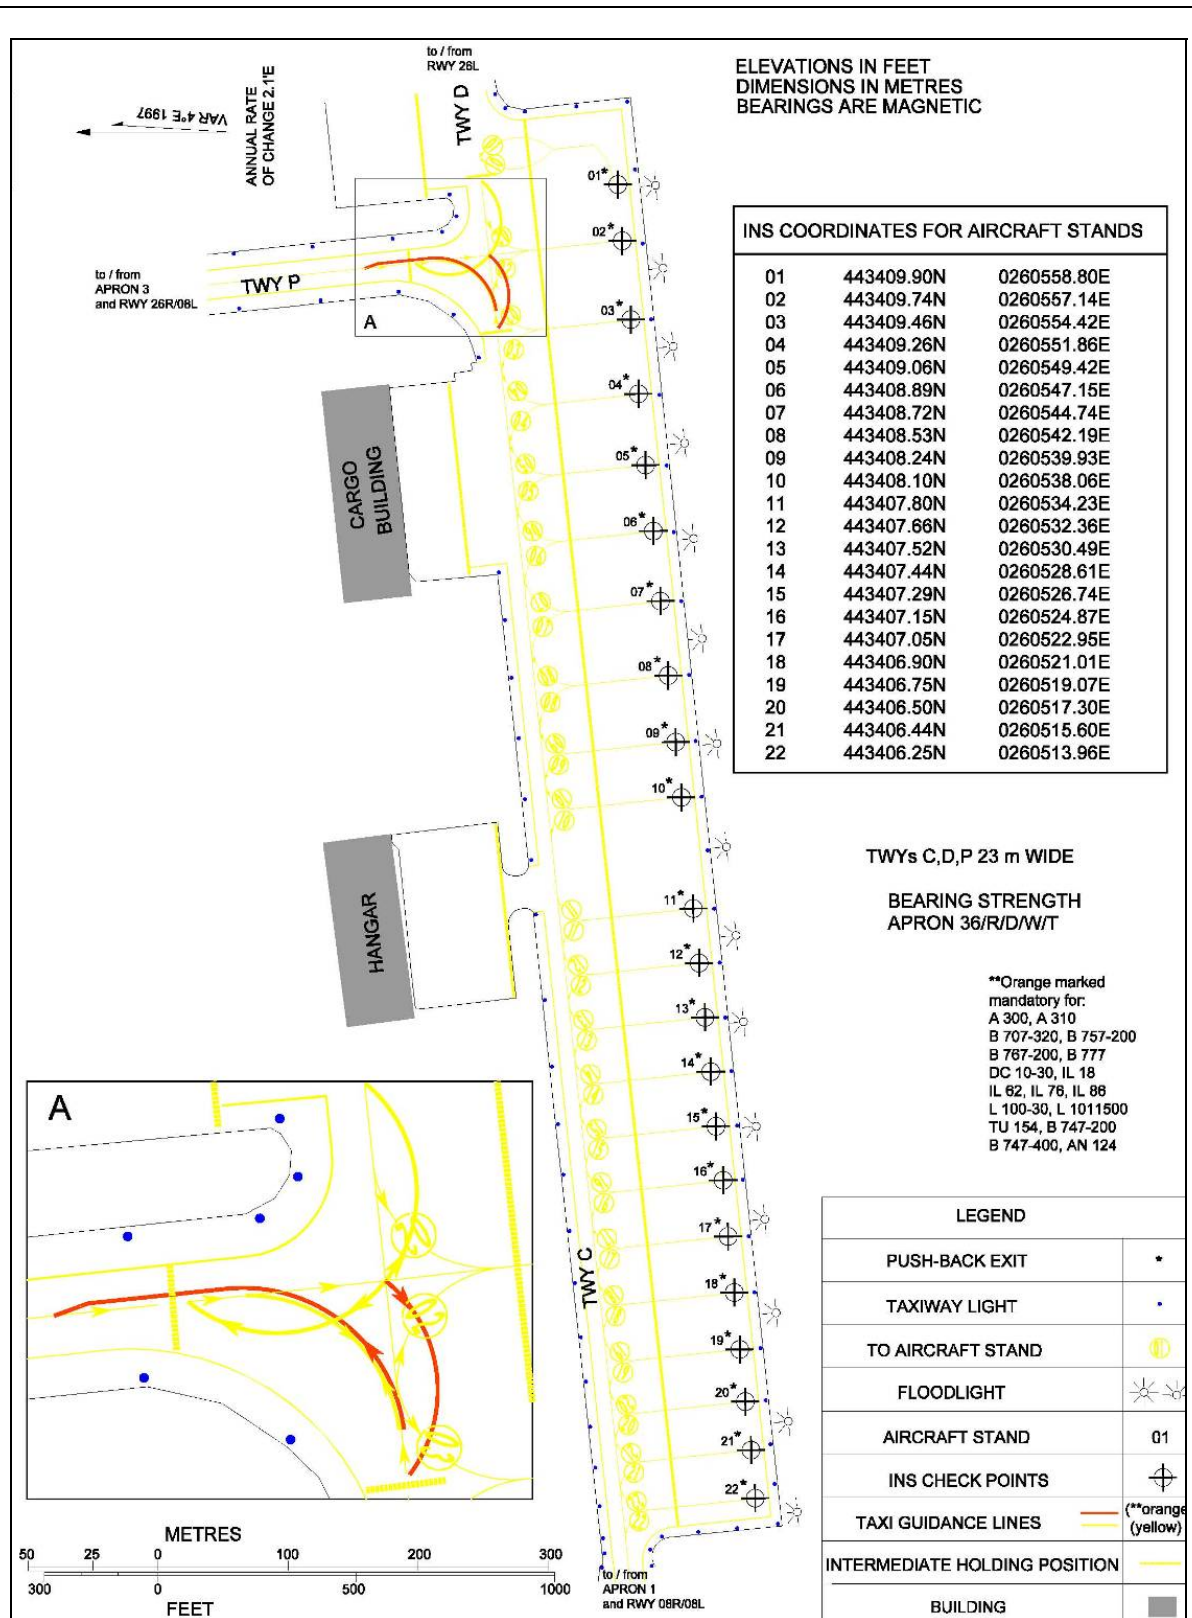 to / from
RWY 26L
ELEVATIONS IN FEET
DIMENSIONS IN METRES
BEARINGS ARE MAGNETIC
VAR 4°E 1997
ANNUAL RATE
OF CHANGE 2.1'E
TWY D
to / from
APRON 3
and RWY 26R/08L
TWY P
A
CARGO
BUILDING
HANGAR
TWY C
01*
02*
03*
04*
05*
06*
07*
08*
09*
10*
11*
12*
13*
14*
15*
16*
17*
18*
19*
20*
21*
22*
INS COORDINATES FOR AIRCRAFT STANDS
01 443409.90N 0260558.80E
02 443409.74N 0260557.14E
03 443409.46N 0260554.42E
04 443409.26N 0260551.86E
05 443409.06N 0260549.42E
06 443408.89N 0260547.15E
07 443408.72N 0260544.74E
08 443408.53N 0260542.19E
09 443408.24N 0260539.93E
10 443408.10N 0260538.06E
11 443407.80N 0260534.23E
12 443407.66N 0260532.36E
13 443407.52N 0260530.49E
14 443407.44N 0260528.61E
15 443407.29N 0260526.74E
16 443407.15N 0260524.87E
17 443407.05N 0260522.95E
18 443406.90N 0260521.01E
19 443406.75N 0260519.07E
20 443406.50N 0260517.30E
21 443406.44N 0260515.60E
22 443406.25N 0260513.96E
TWYs C,D,P 23 m WIDE
BEARING STRENGTH
APRON 36/R/D/W/T
**Orange marked
mandatory for:
A 300, A 310
B 707-320, B 757-200
B 767-200, B 777
DC 10-30, IL 18
IL 62, IL 76, IL 86
L 100-30, L 1011500
TU 154, B 747-200
B 747-400, AN 124
A
LEGEND
PUSH-BACK EXIT *
TAXIWAY LIGHT
TO AIRCRAFT STAND
FLOODLIGHT
AIRCRAFT STAND 01
INS CHECK POINTS
TAXI GUIDANCE LINES (**orange
(yellow)
INTERMEDIATE HOLDING POSITION
BUILDING
METRES
50 25 0 100 200 300
300 0 500 1000
FEET
to / from
APRON 1
and RWY 08R/08L